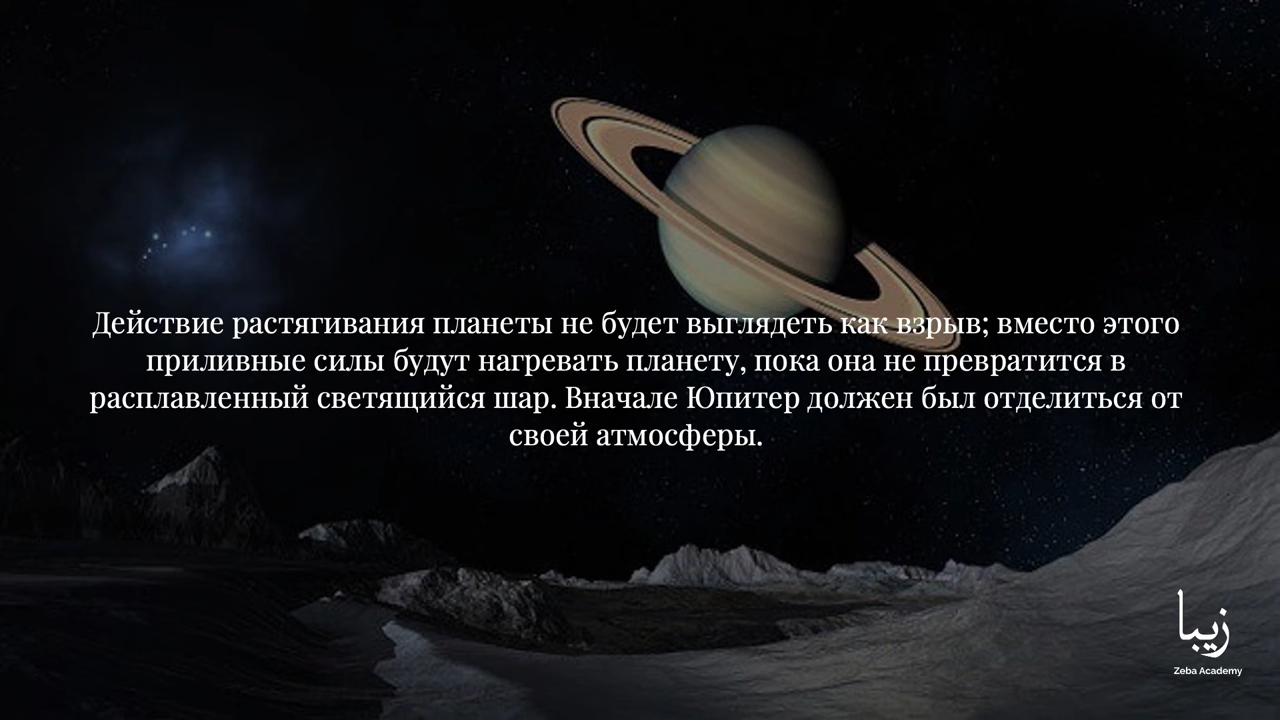 Действие растягивания планеты не будет выглядеть как взрыв; вместо этого
приливные силы будут нагревать планету, пока она не превратится в
расплавленный светящийся шар. Вначале Юпитер должен был отделиться от
своей атмосферы.
زيبا
Zeba Academy